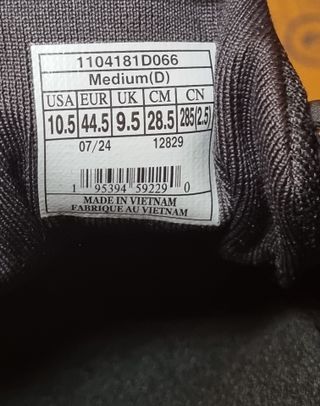 1104181D066
Medium(D)
USA EUR UK CM CN
10.5 44.5 9.5 28.5 285(2.5)
07/24 12829
1 95394 59229 0
MADE IN VIETNAM
FABRIQUE AU VIETNAM